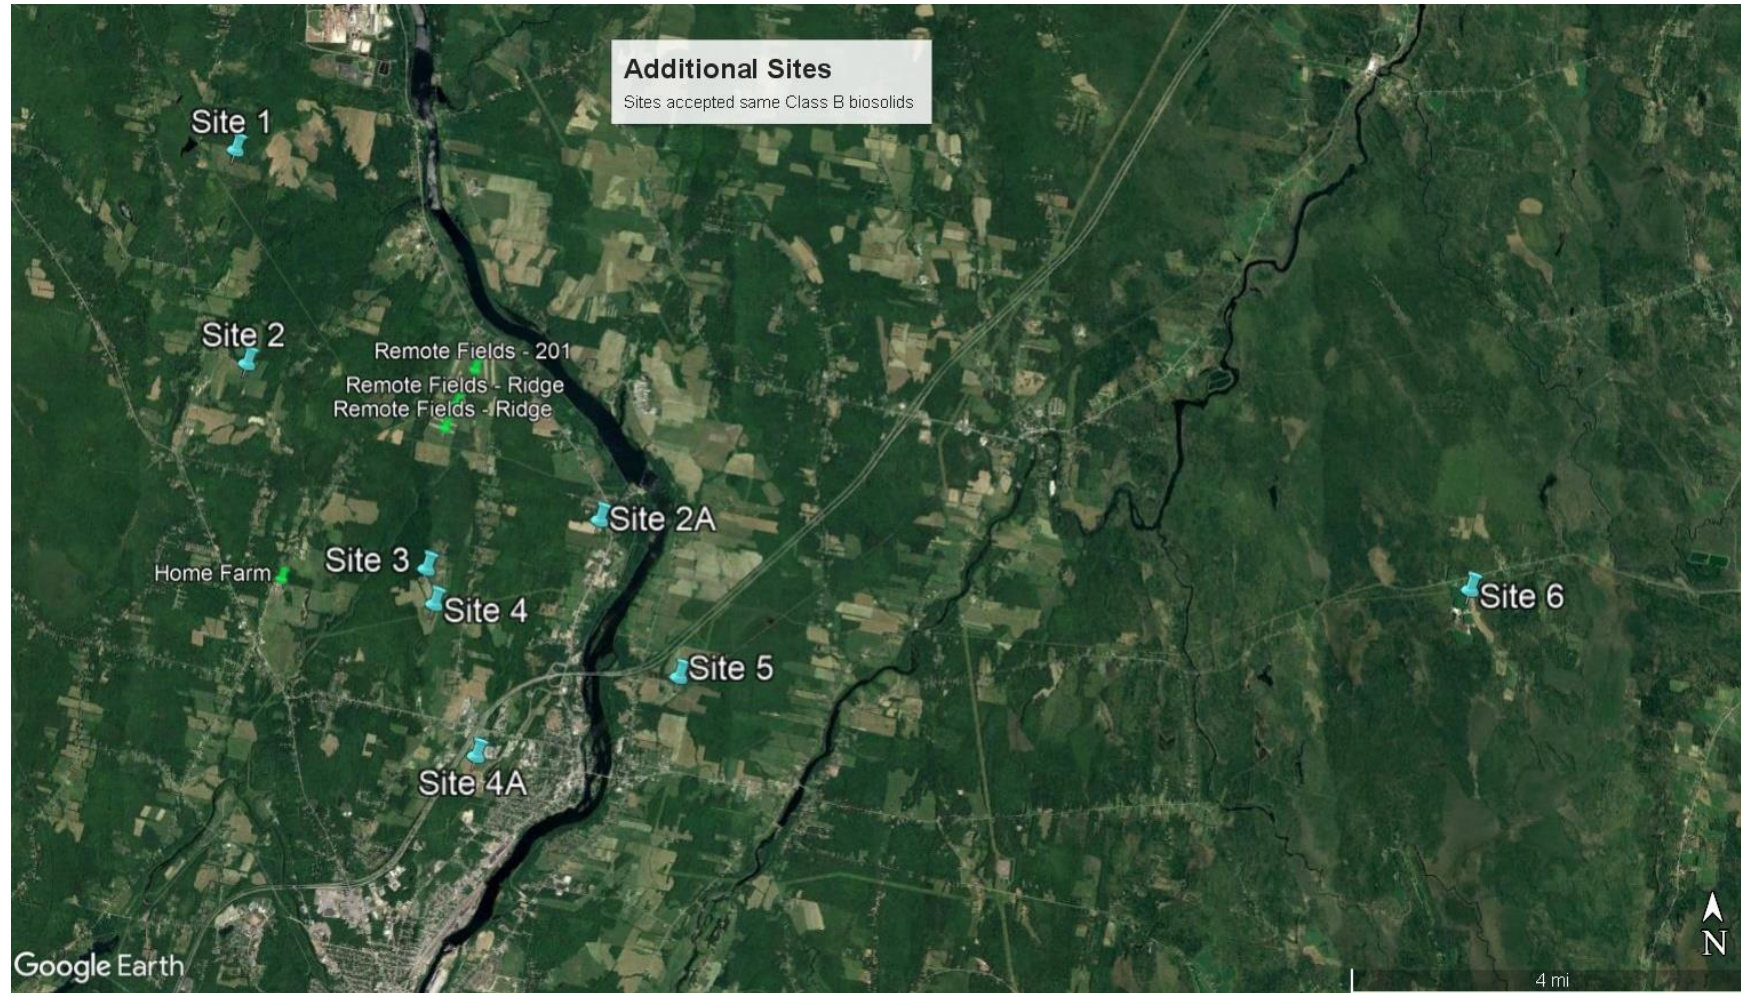 Additional Sites
Sites accepted same Class B biosolids
Site 1
Site 2
Remote Fields - 201
Remote Fields - Ridge
Remote Fields - Ridge
Site 2A
Site 3
Home Farm
Site 4
Site 6
Site 5
Site 4A
N
Google Earth
4 mi